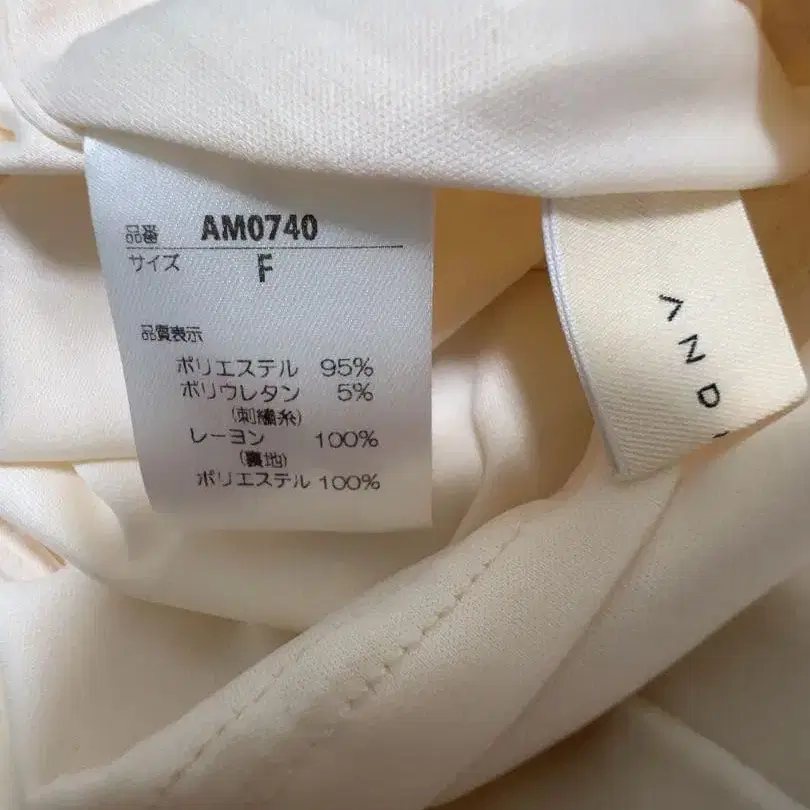 品番 AM0740
サイズ F
品質表示
ポリエステル 95%
ポリウレタン 5%
(刺繍糸)
レーヨン 100%
(裏地)
ポリエステル 100%
AND